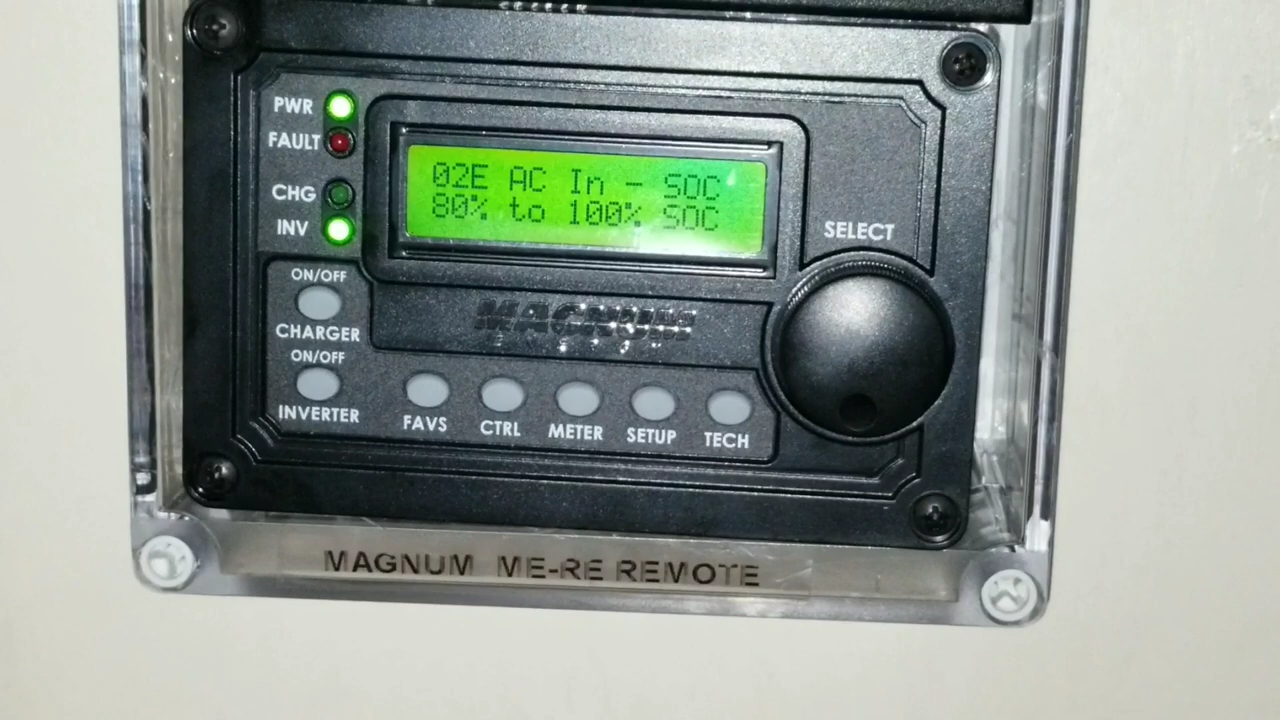 PWR
FAULT
CHG
INV
02E AC In - SOC
80% to 100% SOC
SELECT
ON/OFF
CHARGER
ON/OFF
INVERTER
MAGNUM
FAVS
CTRL
METER
SETUP
TECH
MAGNUM ME-RE REMOTE